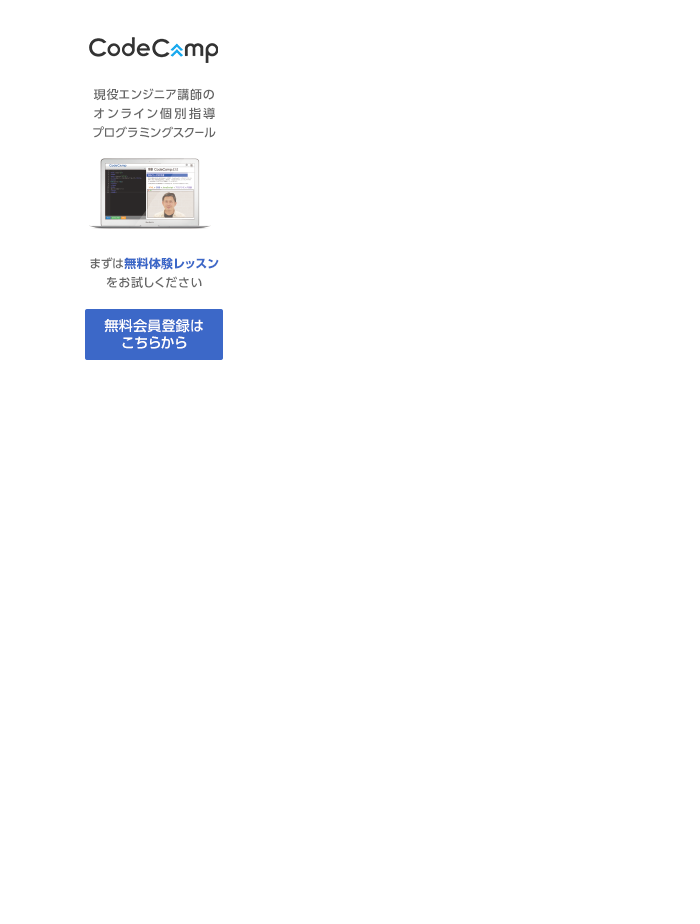 CodeCamp
現役エンジニア講師の
オンライン個別指導
プログラミングスクール
CodeCamp
まずは無料体験レッスン
をお試しください
無料会員登録は
こちらから